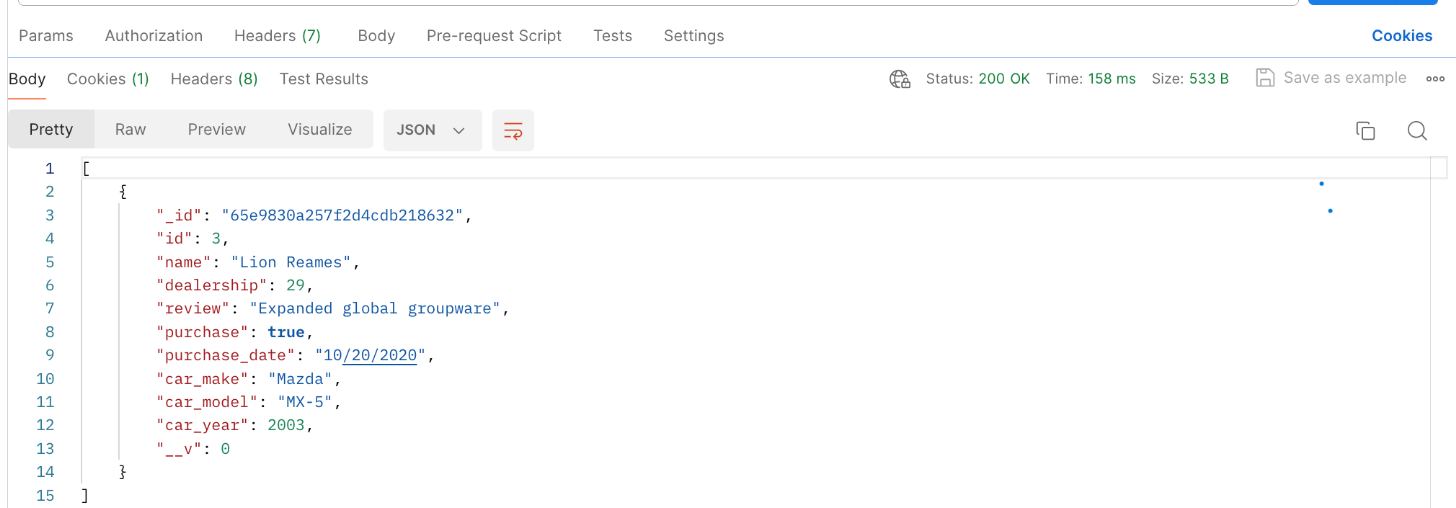 Params Authorization Headers (7) Body Pre-request Script Tests Settings Cookies
Body Cookies (1) Headers (8) Test Results Status: 200 OK Time: 158 ms Size: 533 B Save as example
Pretty Raw Preview Visualize JSON
1 [
2 {
3 "_id": "65e9830a257f2d4cdb218632",
4 "id": 3,
5 "name": "Lion Reames",
6 "dealership": 29,
7 "review": "Expanded global groupware",
8 "purchase": true,
9 "purchase_date": "10/20/2020",
10 "car_make": "Mazda",
11 "car_model": "MX-5",
12 "car_year": 2003,
13 "__v": 0
14 }
15 ]